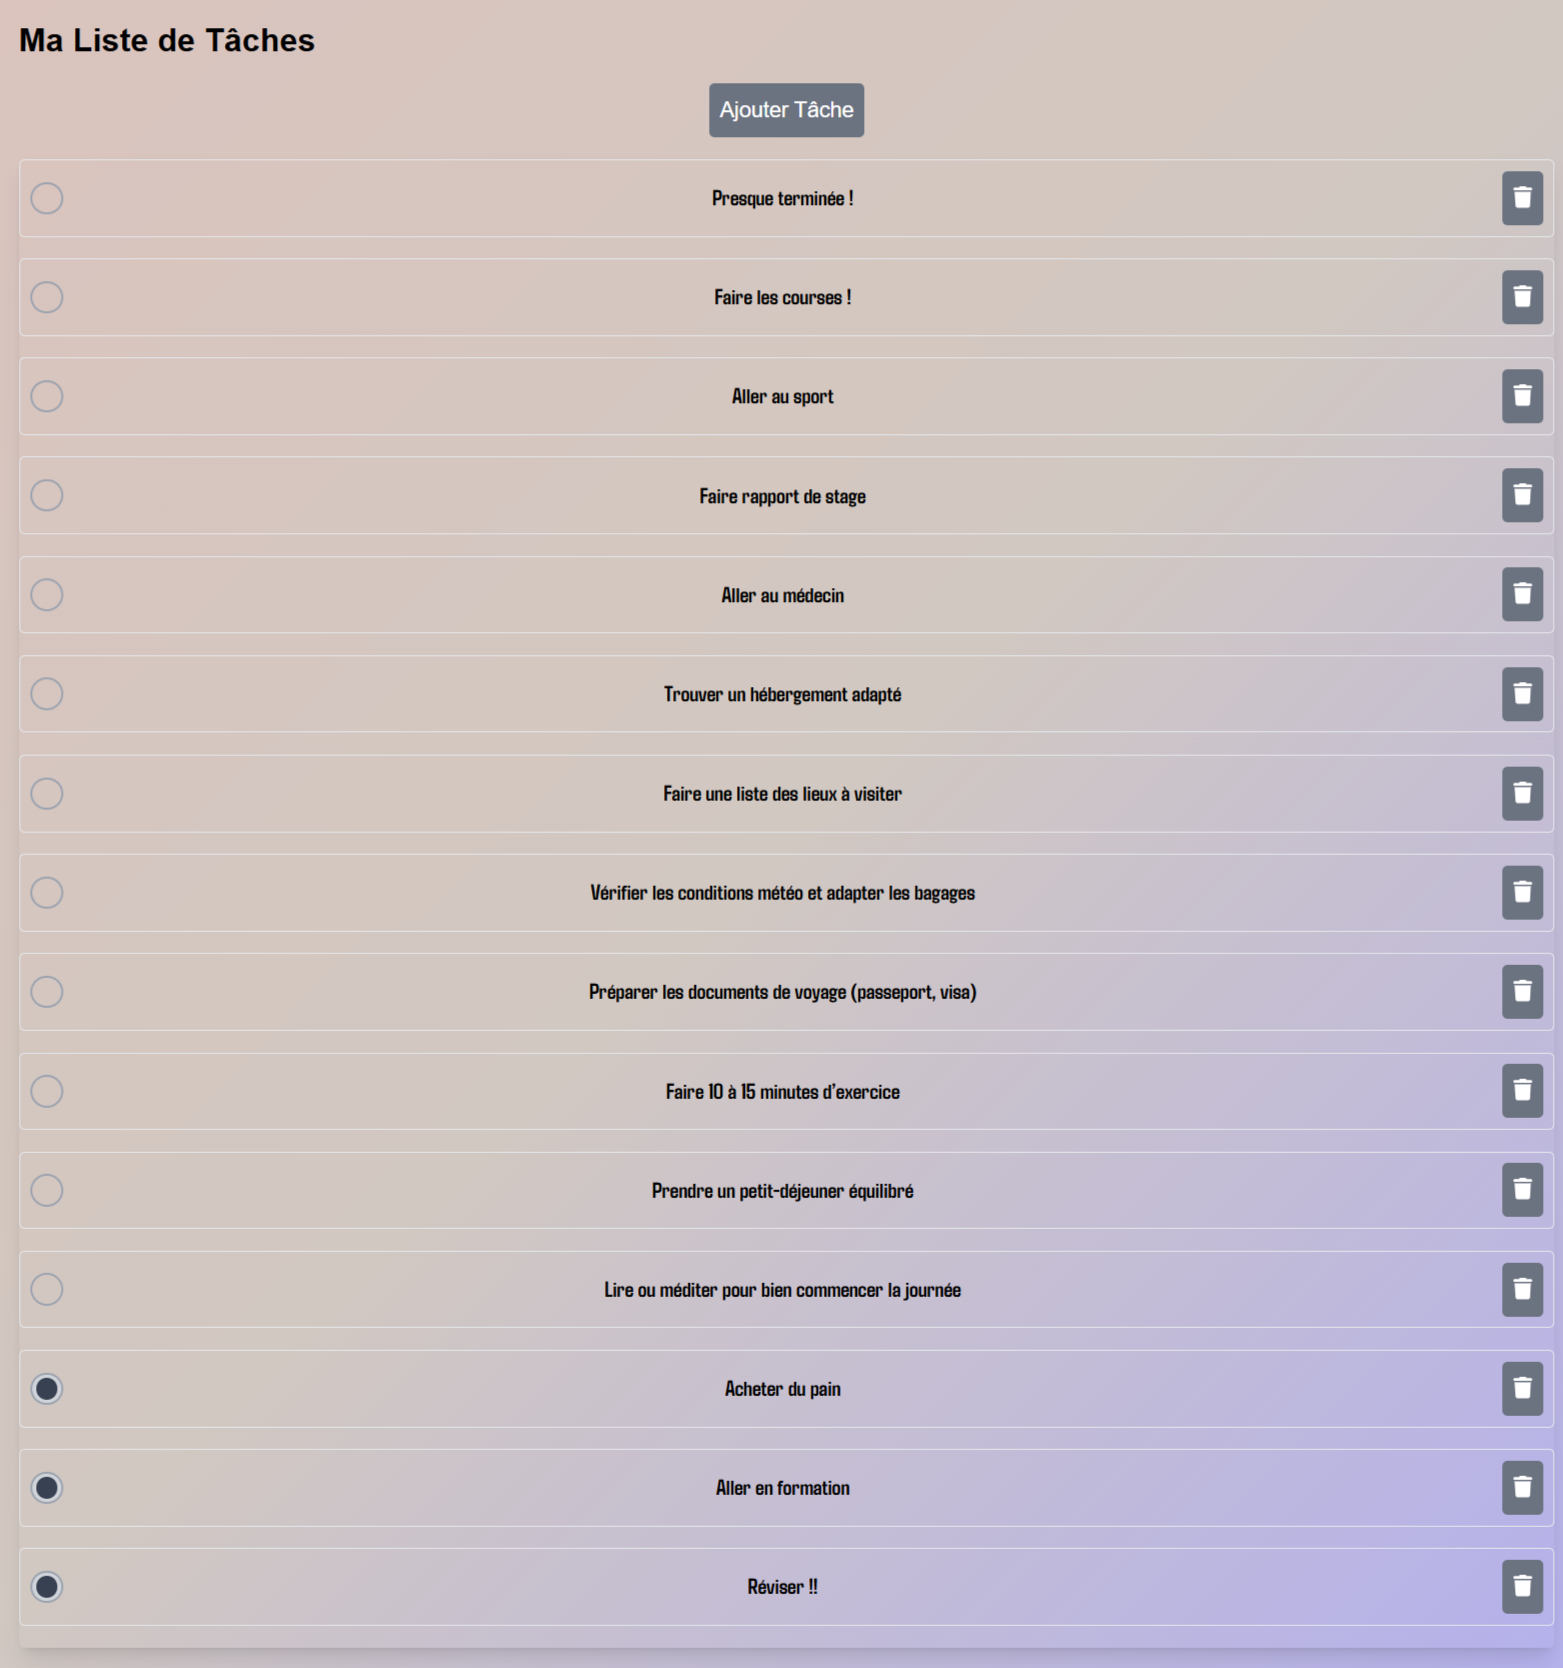 Ma Liste de Tâches
Ajouter Tâche
Presque terminée !
Faire les courses !
Aller au sport
Faire rapport de stage
Aller au médecin
Trouver un hébergement adapté
Faire une liste des lieux à visiter
Vérifier les conditions météo et adapter les bagages
Préparer les documents de voyage (passeport, visa)
Faire 10 à 15 minutes d’exercice
Prendre un petit-déjeuner équilibré
Lire ou méditer pour bien commencer la journée
Acheter du pain
Aller en formation
Réviser !!